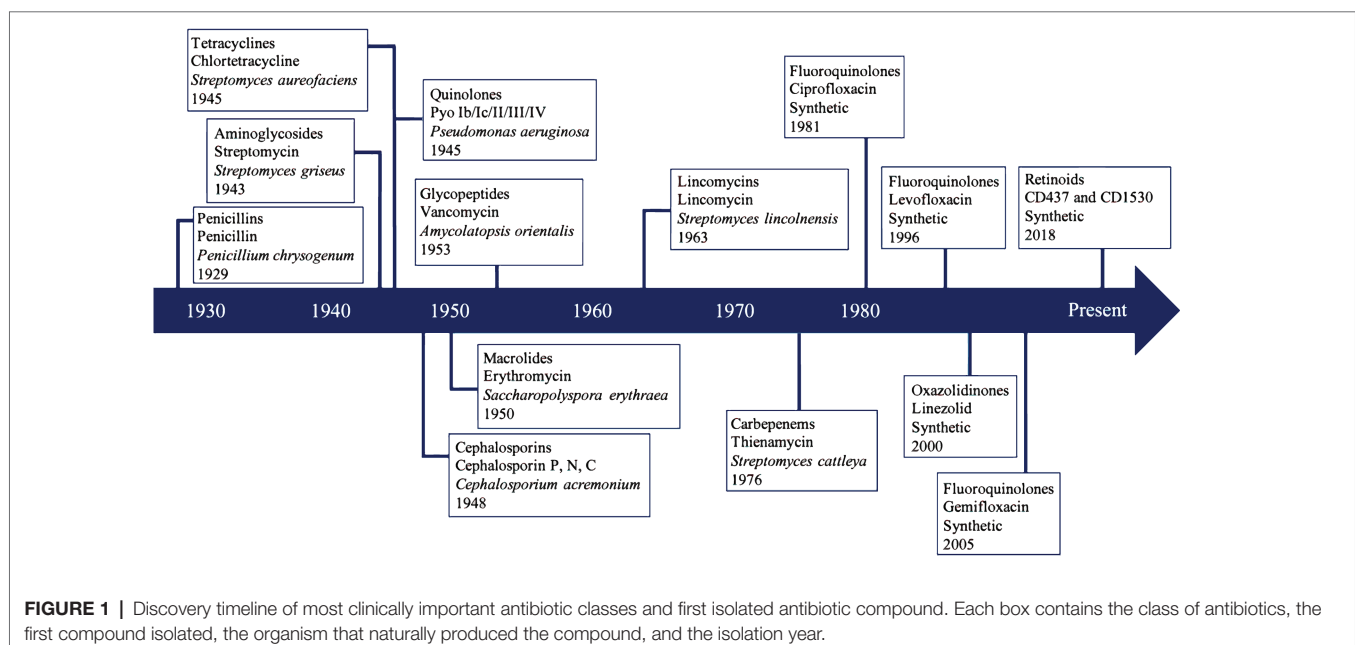 Tetracyclines
Chlortetracycline
Streptomyces aureofaciens
1945
Quinolones
Pyo Ib/Ic/II/III/IV
Pseudomonas aeruginosa
1945
Aminoglycosides
Streptomycin
Streptomyces griseus
1943
Penicillins
Penicillin
Penicillium chrysogenum
1929
Glycopeptides
Vancomycin
Amycolatopsis orientalis
1953
Lincomycins
Lincomycin
Streptomyces lincolnensis
1963
Fluoroquinolones
Ciprofloxacin
Synthetic
1981
Fluoroquinolones
Levofloxacin
Synthetic
1996
Retinoids
CD437 and CD1530
Synthetic
2018
1930 1940 1950 1960 1970 1980 Present
Macrolides
Erythromycin
Saccharopolyspora erythraea
1950
Cephalosporins
Cephalosporin P, N, C
Cephalosporium acremonium
1948
Carbepenems
Thienamycin
Streptomyces cattleya
1976
Oxazolidinones
Linezolid
Synthetic
2000
Fluoroquinolones
Gemifloxacin
Synthetic
2005
FIGURE 1 | Discovery timeline of most clinically important antibiotic classes and first isolated antibiotic compound. Each box contains the class of antibiotics, the
first compound isolated, the organism that naturally produced the compound, and the isolation year.